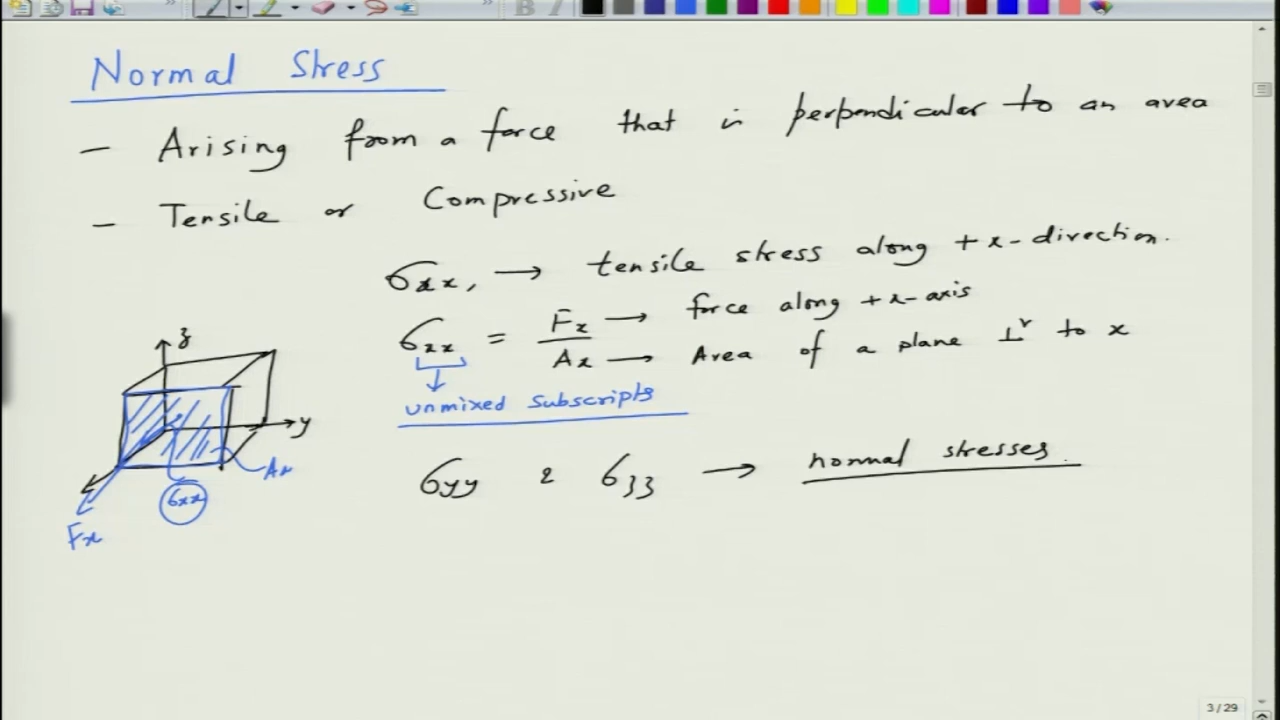 Normal Stress
— Arising from a force that is perpendicular to an area
— Tensile or Compressive
σxx, → tensile stress along +x-direction.
σxx = Fx/Ax
Fx → force along +x-axis
Ax → Area of a plane ⊥r to x
unmixed subscripts
σyy & σzz → normal stresses.
z
y
Ax
σxx
Fx
3 / 29